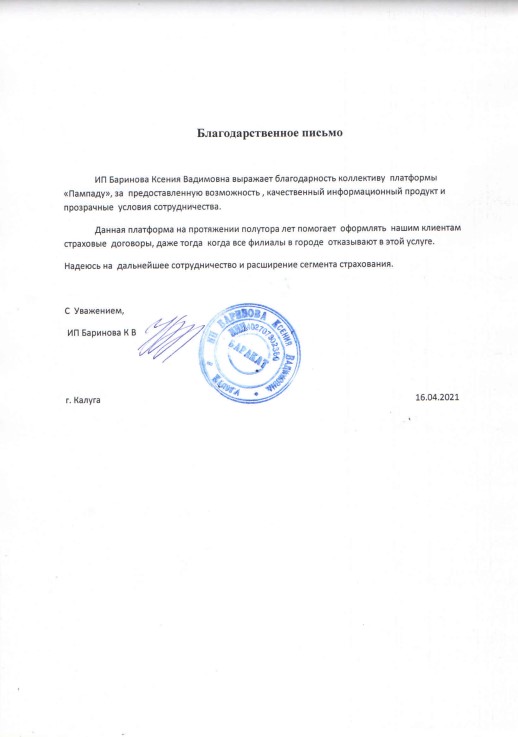 Благодарственное письмо
ИП Баринова Ксения Вадимовна выражает благодарность коллективу платформы
«Пампаду», за предоставленную возможность , качественный информационный продукт и
прозрачные условия сотрудничества.
Данная платформа на протяжении полутора лет помогает оформлять нашим клиентам
страховые договоры, даже тогда когда все филиалы в городе отказывают в этой услуге.
Надеюсь на дальнейшее сотрудничество и расширение сегмента страхования.
С Уважением,
ИП Баринова К В
ИП БАРИНОВА КСЕНИЯ ВАДИМОВНА
ИНН
БАРАКАТ
КАЛУГА
г. Калуга
16.04.2021